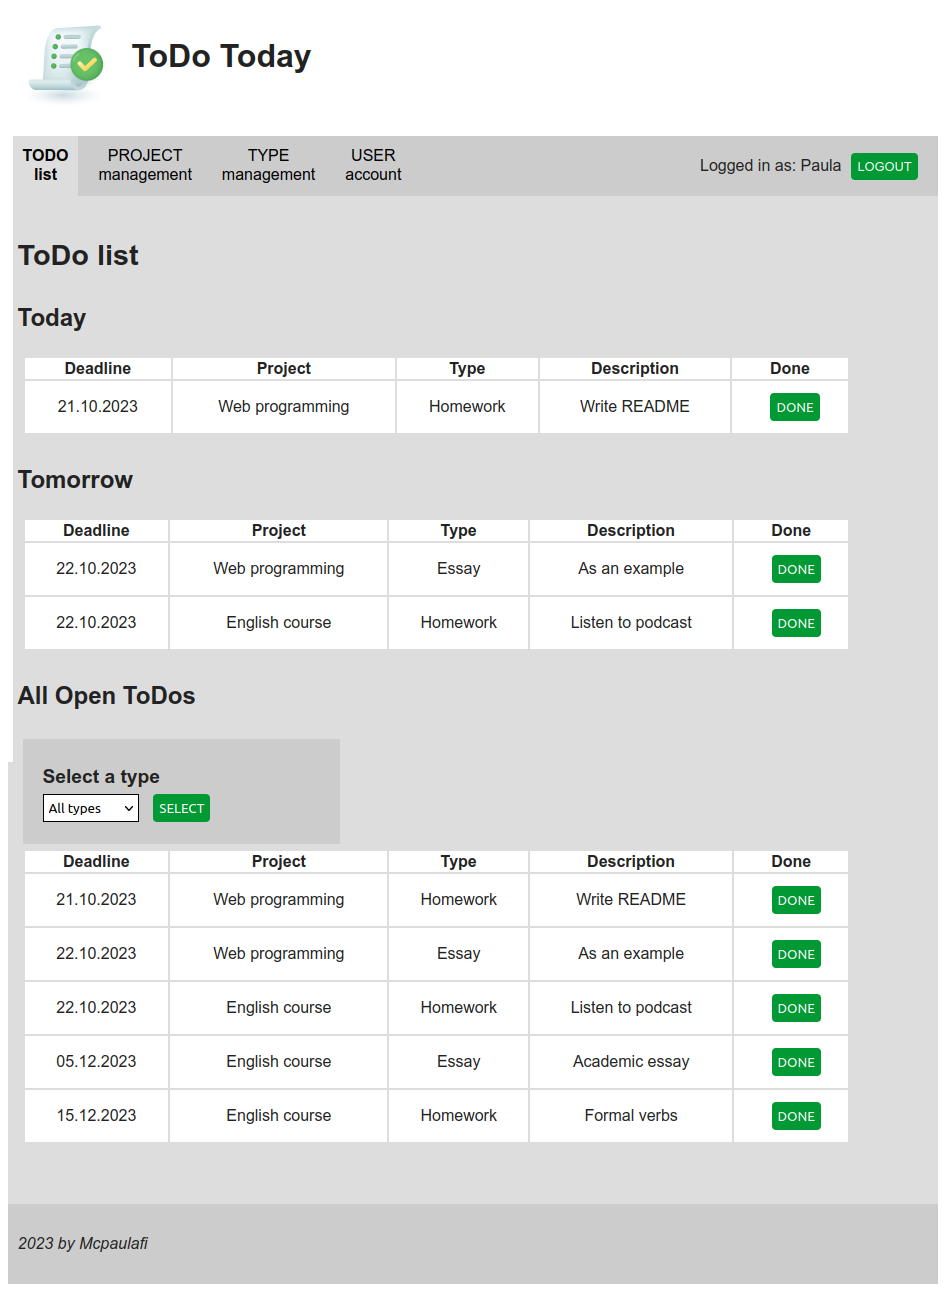 ToDo Today
TODO list
PROJECT management
TYPE management
USER account
Logged in as: Paula LOGOUT
ToDo list
Today
Deadline Project Type Description Done
21.10.2023 Web programming Homework Write README DONE
Tomorrow
Deadline Project Type Description Done
22.10.2023 Web programming Essay As an example DONE
22.10.2023 English course Homework Listen to podcast DONE
All Open ToDos
Select a type
All types SELECT
Deadline Project Type Description Done
21.10.2023 Web programming Homework Write README DONE
22.10.2023 Web programming Essay As an example DONE
22.10.2023 English course Homework Listen to podcast DONE
05.12.2023 English course Essay Academic essay DONE
15.12.2023 English course Homework Formal verbs DONE
2023 by Mcpaulafi